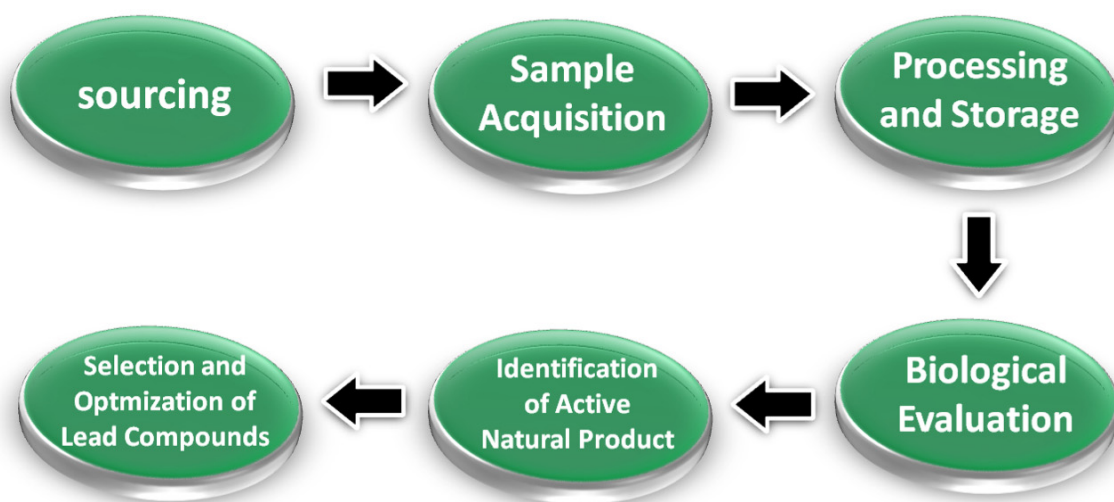 sourcing
Sample
Acquisition
Processing
and Storage
Biological
Evaluation
Identification
of Active
Natural Product
Selection and
Optmization of
Lead Compounds